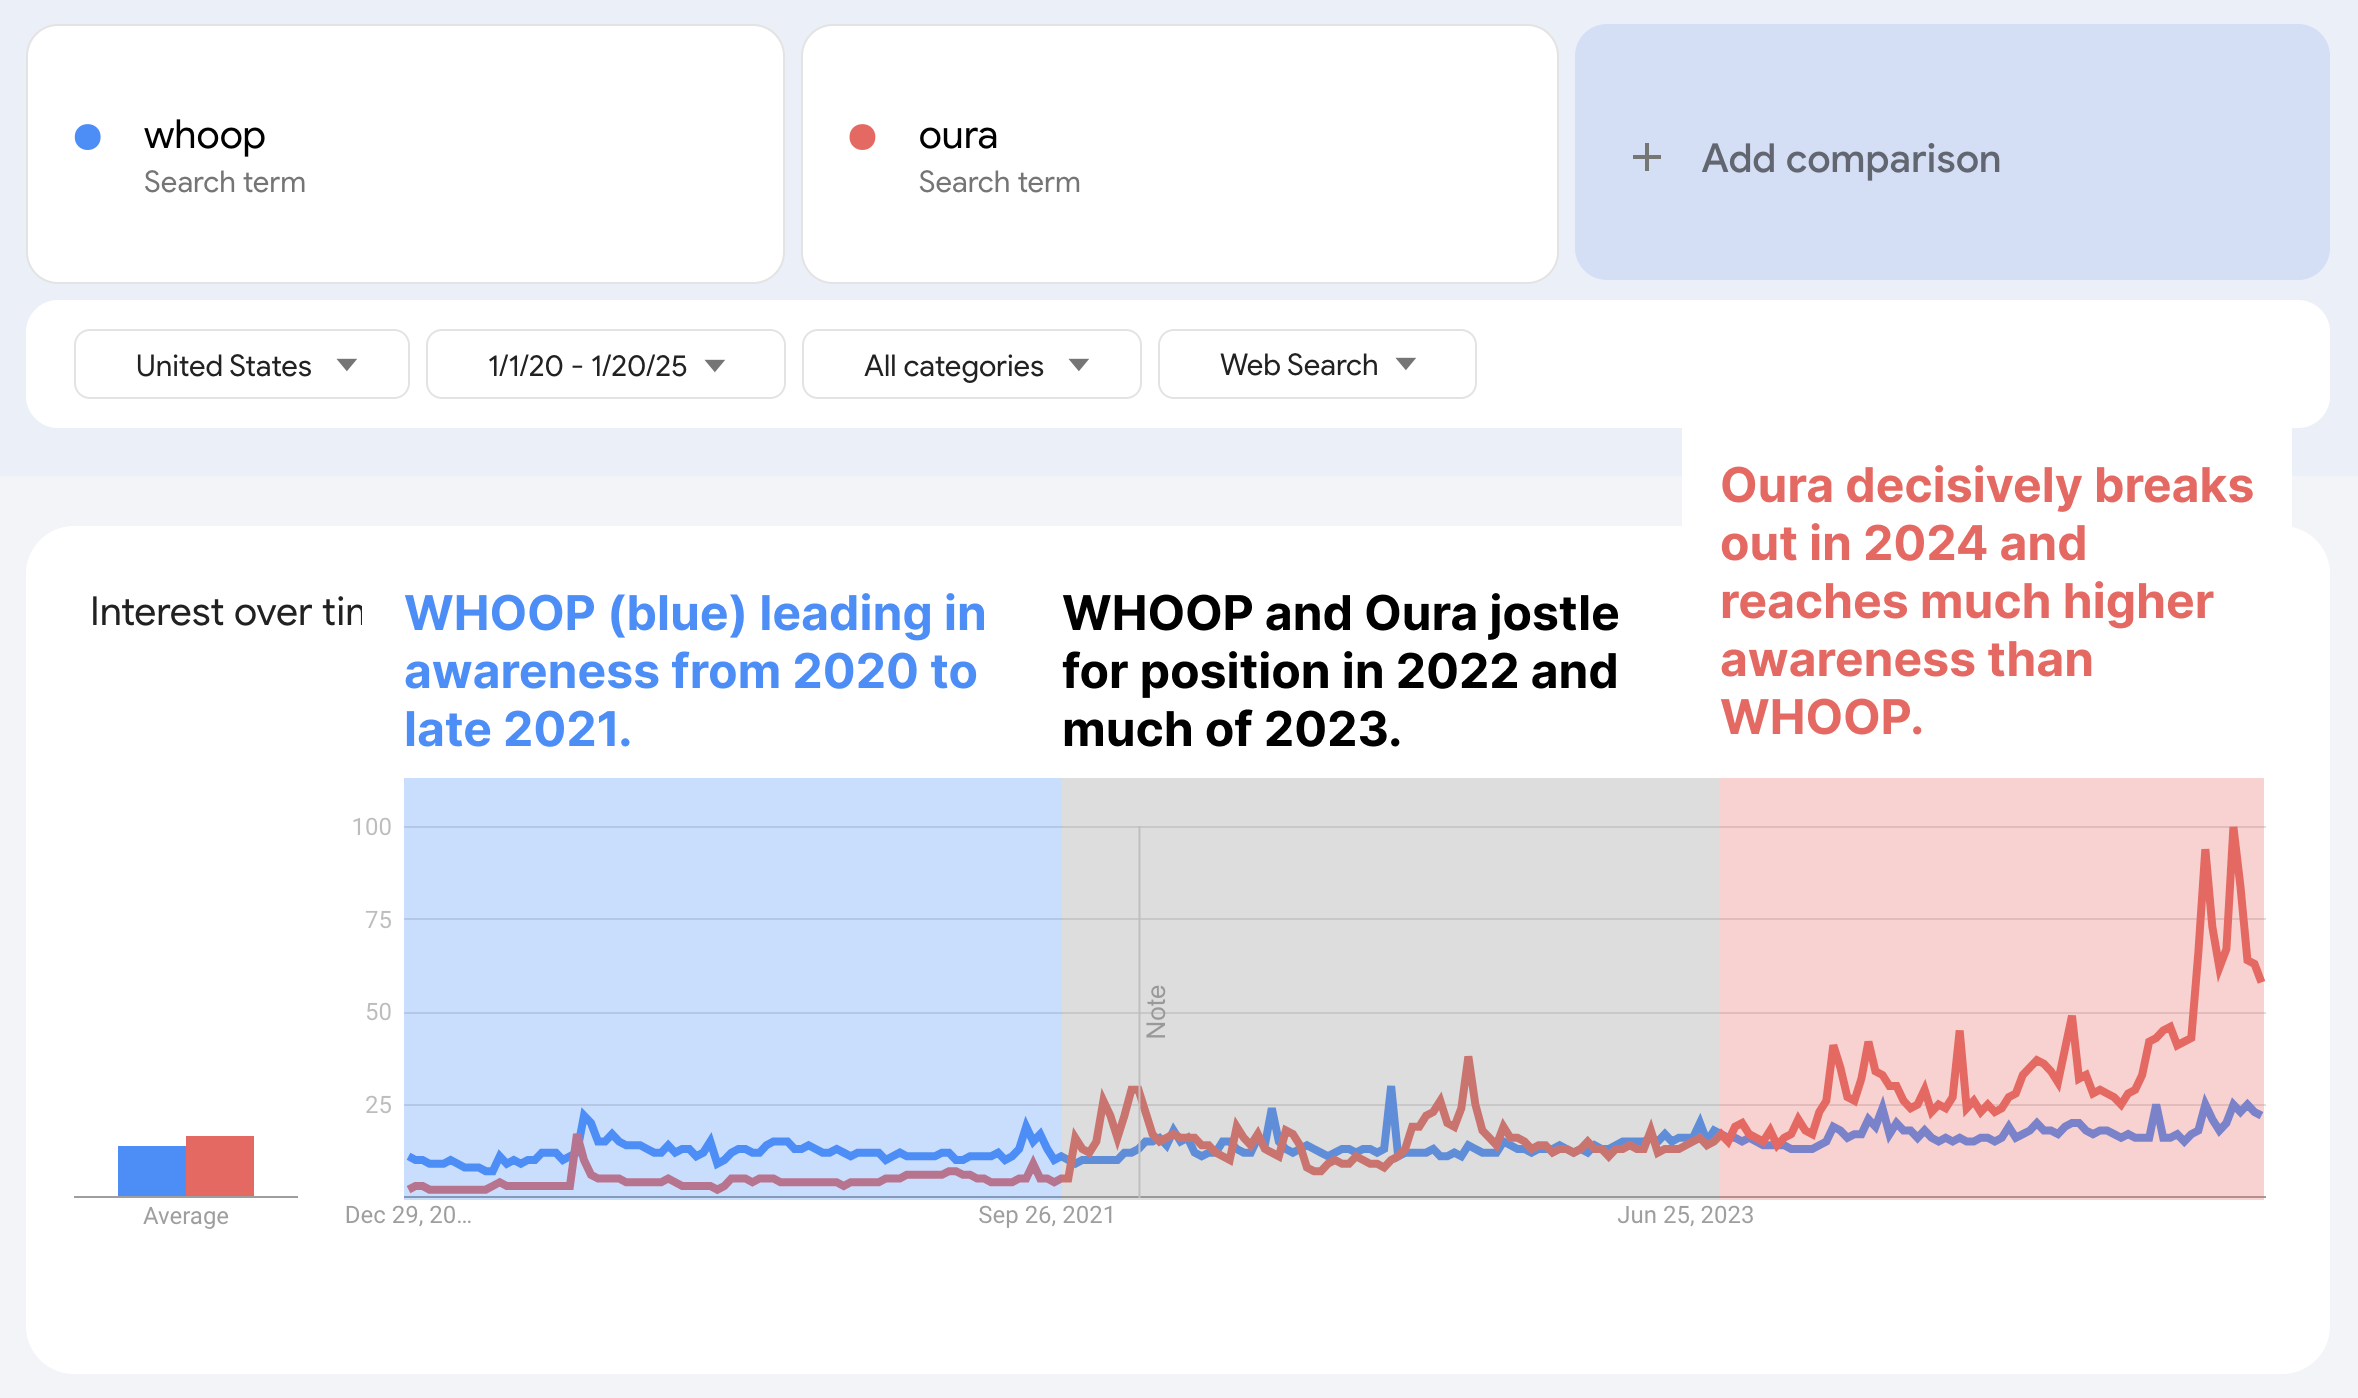 whoop
Search term
oura
Search term
+ Add comparison
United States
1/1/20 - 1/20/25
All categories
Web Search
Interest over tin
WHOOP (blue) leading in
awareness from 2020 to
late 2021.
WHOOP and Oura jostle
for position in 2022 and
much of 2023.
Oura decisively breaks
out in 2024 and
reaches much higher
awareness than
WHOOP.
100
75
50
25
Note
Average
Dec 29, 20...
Sep 26, 2021
Jun 25, 2023